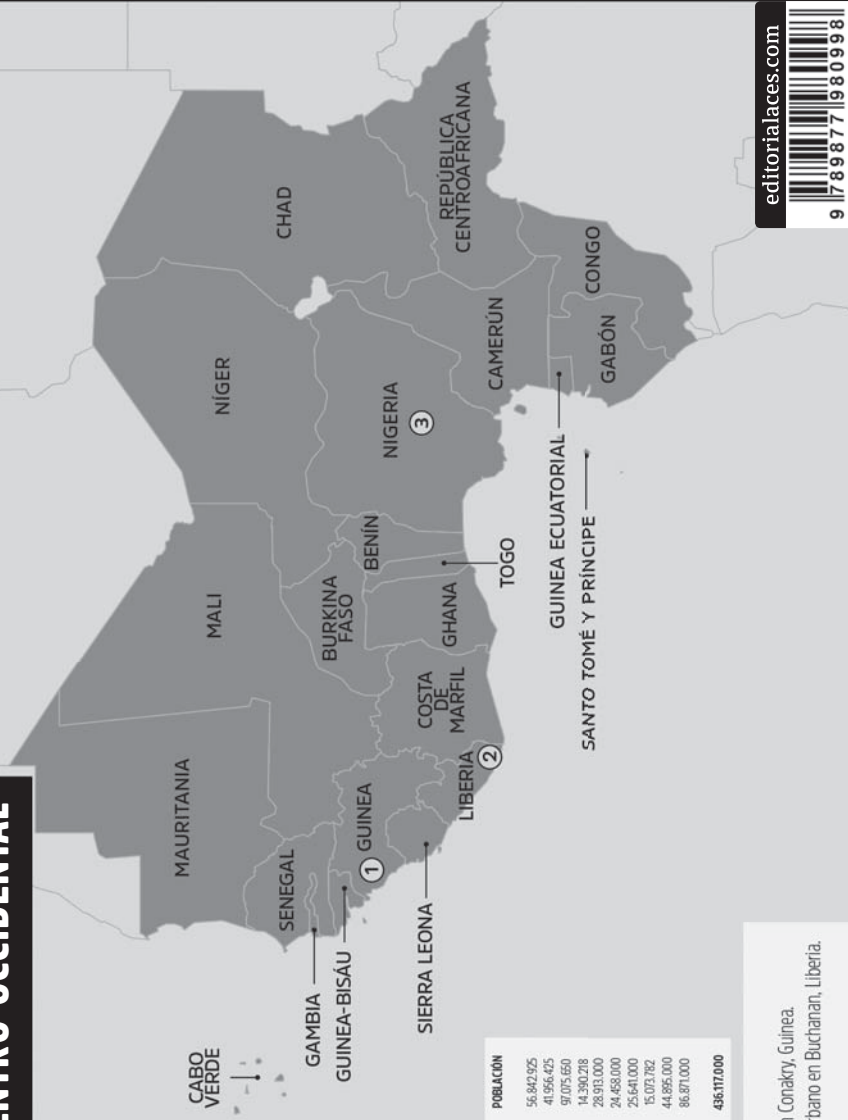 NTRO-OCCIDENTAL
MAURITANIA
MALI
NÍGER
CHAD
CABO
VERDE
SENEGAL
GAMBIA
GUINEA-BISÁU
1
GUINEA
BURKINA
FASO
BENÍN
NIGERIA
3
SIERRA LEONA
LIBERIA
2
COSTA
DE
MARFIL
GHANA
TOGO
CAMERÚN
REPÚBLICA
CENTROAFRICANA
GUINEA ECUATORIAL
SANTO TOMÉ Y PRÍNCIPE
GABÓN
CONGO
POBLACIÓN
56.842.925
41.956.425
97.075.650
14.390.218
28.913.000
24.458.000
25.641.000
15.073.782
44.895.000
86.871.000
436.117.000
Conakry, Guinea.
rbano en Buchanan, Liberia.
editorialaces.com
9 789877 980998